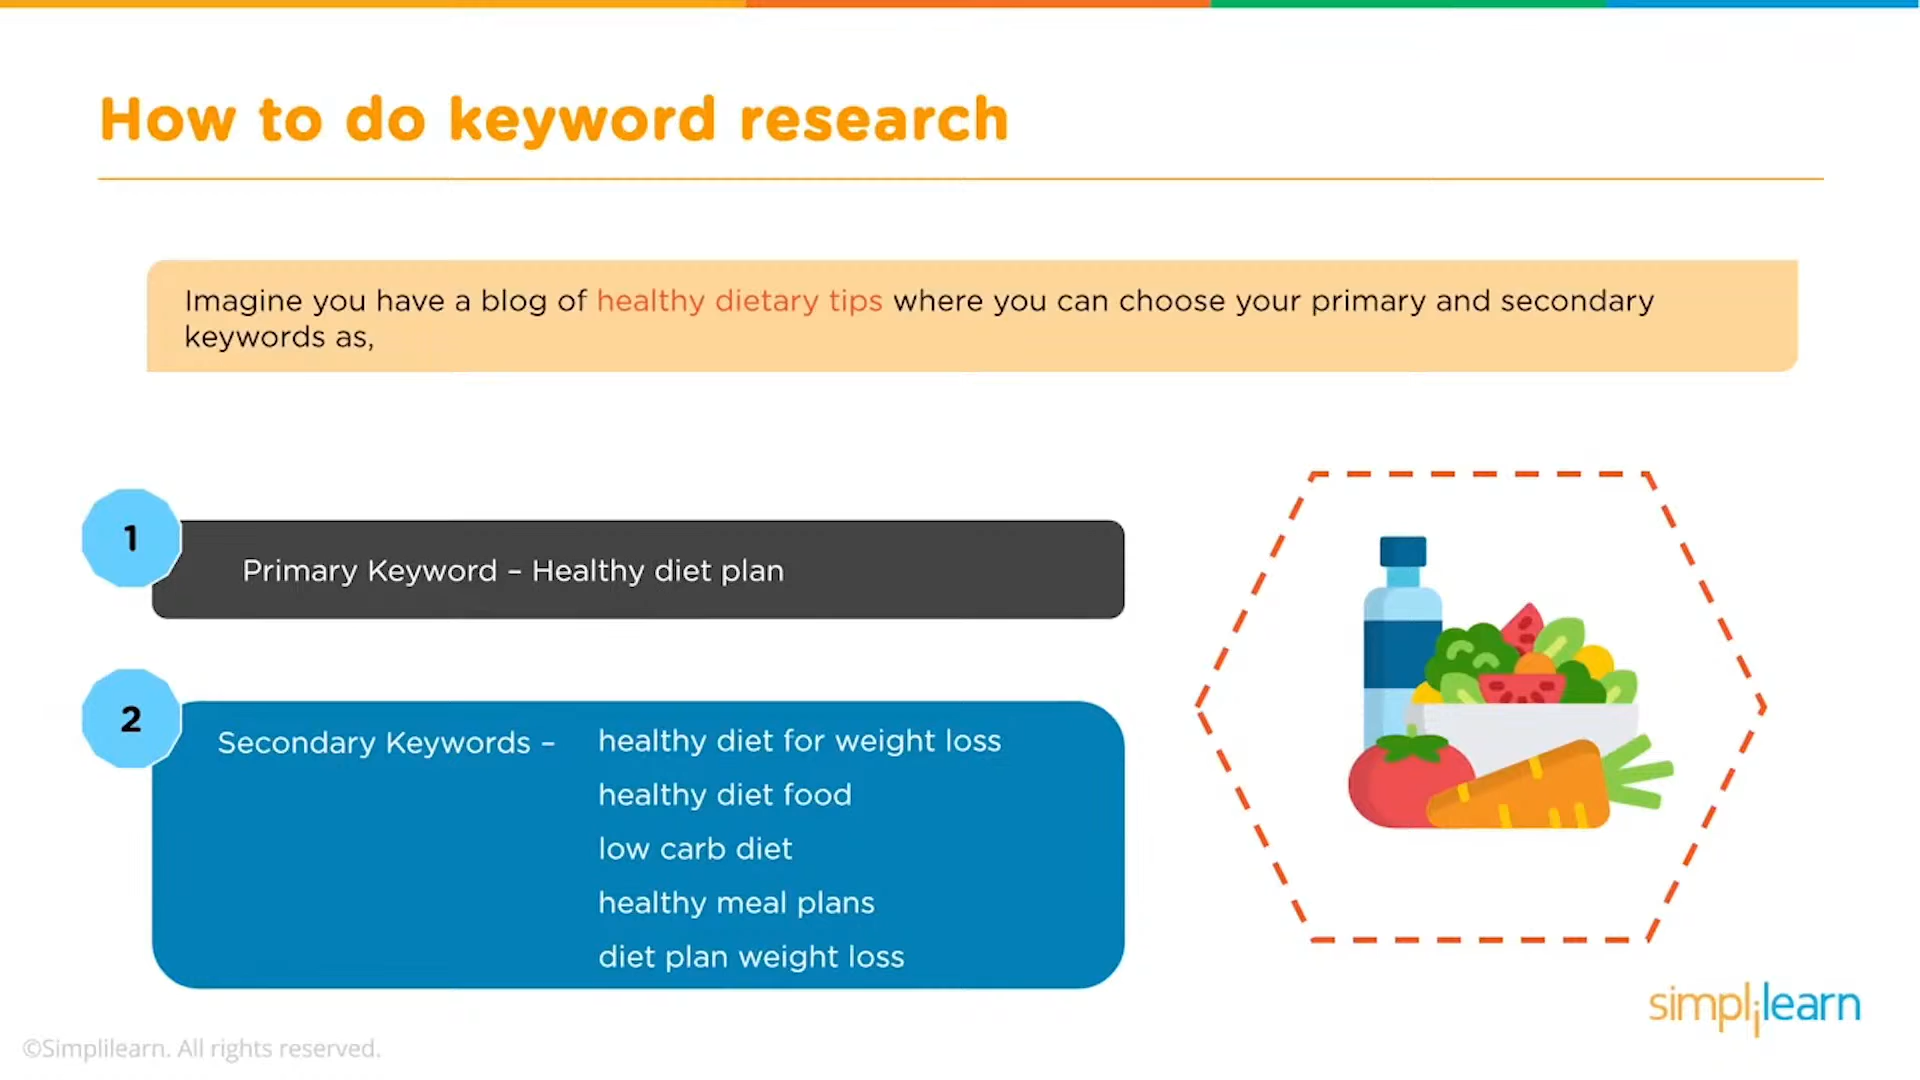 How to do keyword research
Imagine you have a blog of healthy dietary tips where you can choose your primary and secondary
keywords as,
1
Primary Keyword – Healthy diet plan
2
Secondary Keywords –
healthy diet for weight loss
healthy diet food
low carb diet
healthy meal plans
diet plan weight loss
simplilearn
©Simplilearn. All rights reserved.